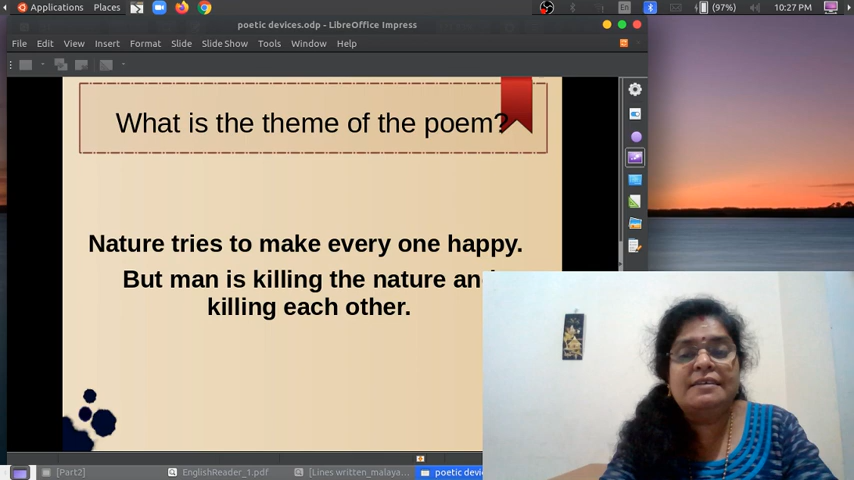 Applications Places En (97%) 10:27 PM
poetic devices.odp - LibreOffice Impress
File Edit View Insert Format Slide Slide Show Tools Window Help
What is the theme of the poem?
Nature tries to make every one happy.
But man is killing the nature and
killing each other.
[Part2] EnglishReader_1.pdf [Lines written_malaya... poetic devi